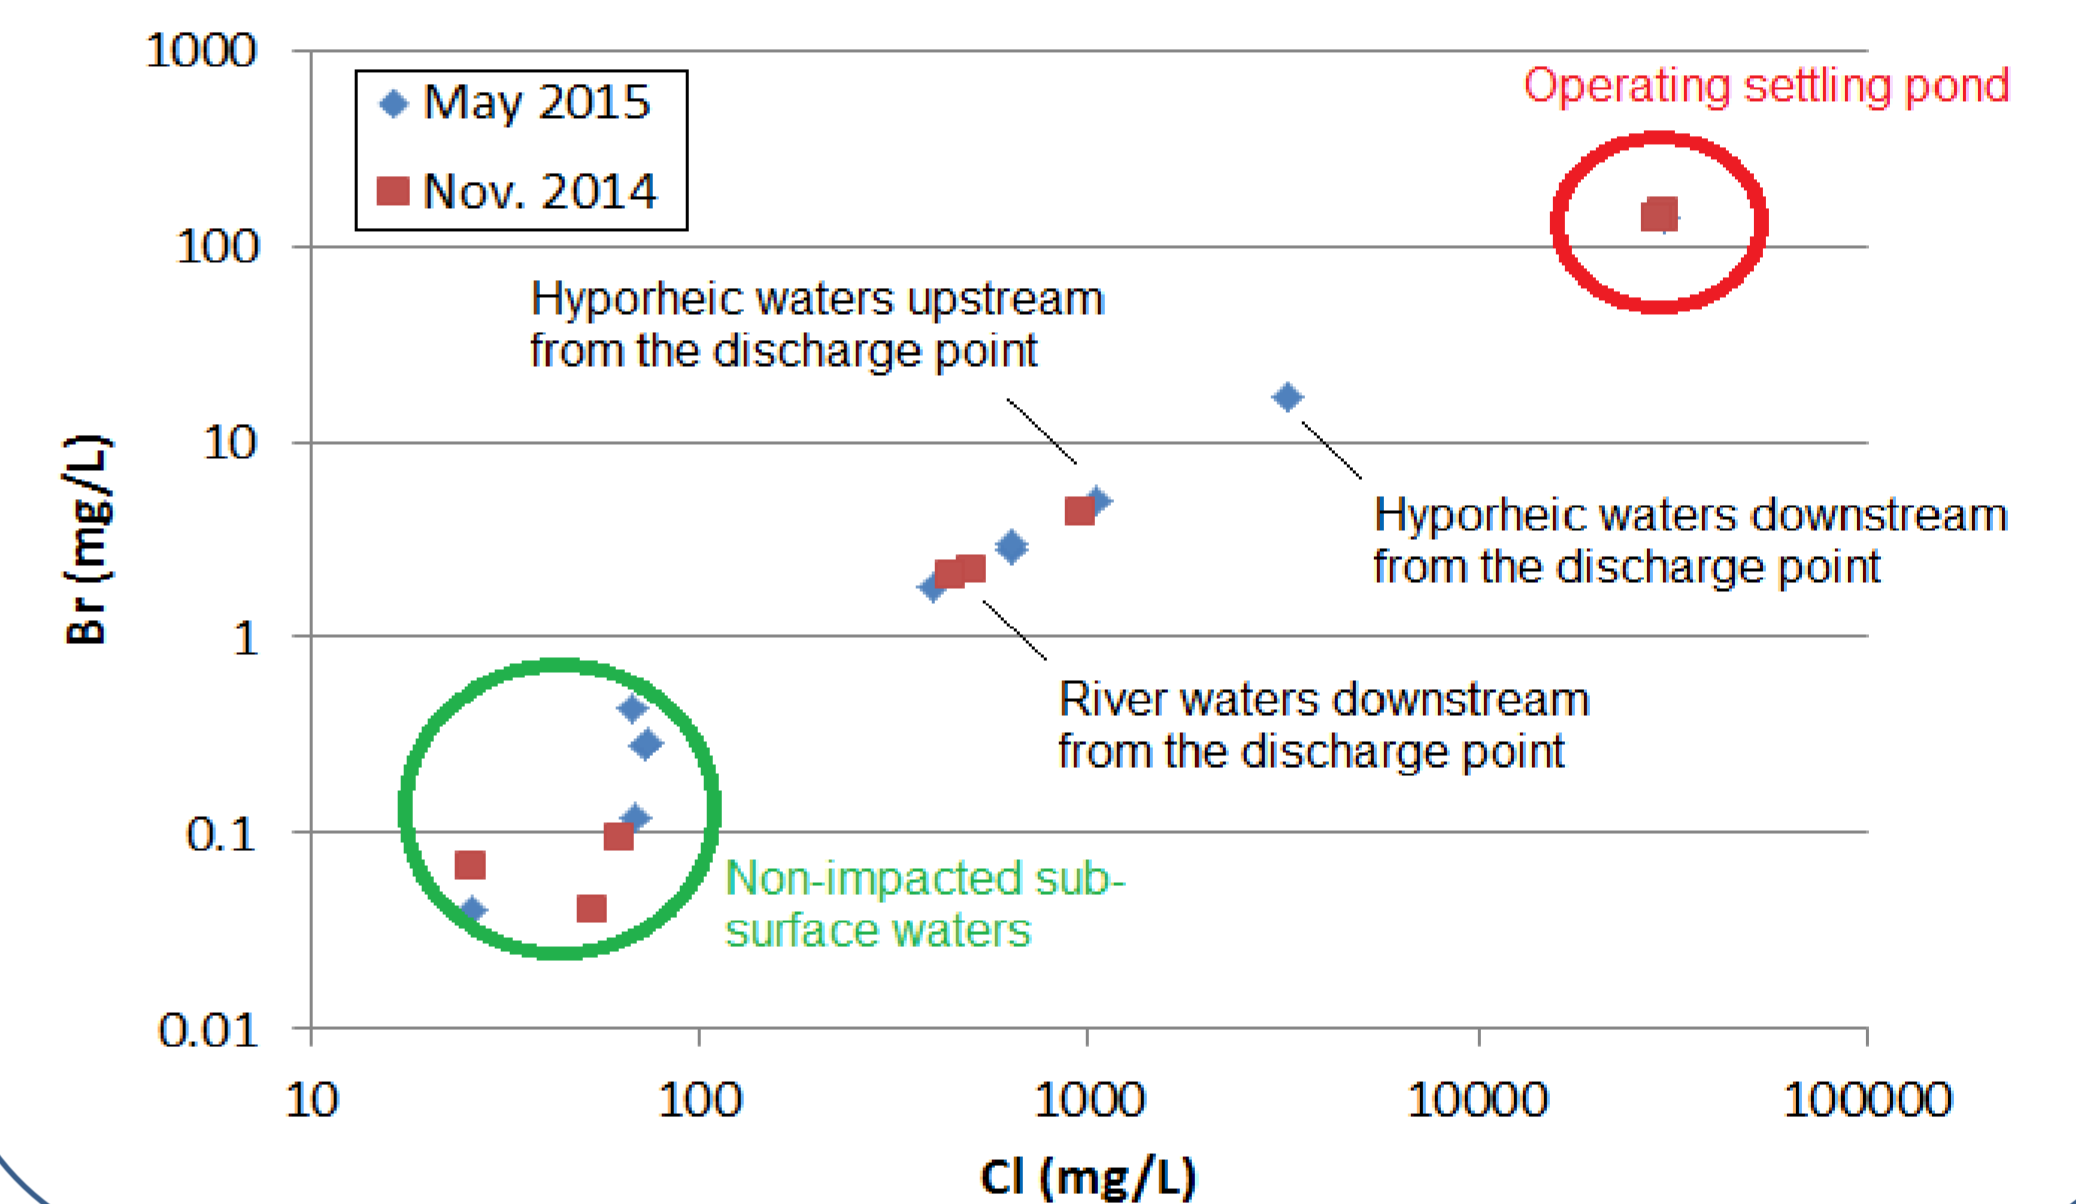 1000
100
10
1
0.1
0.01
Br (mg/L)
May 2015
Nov. 2014
Operating settling pond
Hyporheic waters upstream
from the discharge point
Hyporheic waters downstream
from the discharge point
River waters downstream
from the discharge point
Non-impacted sub-
surface waters
10
100
1000
10000
100000
Cl (mg/L)